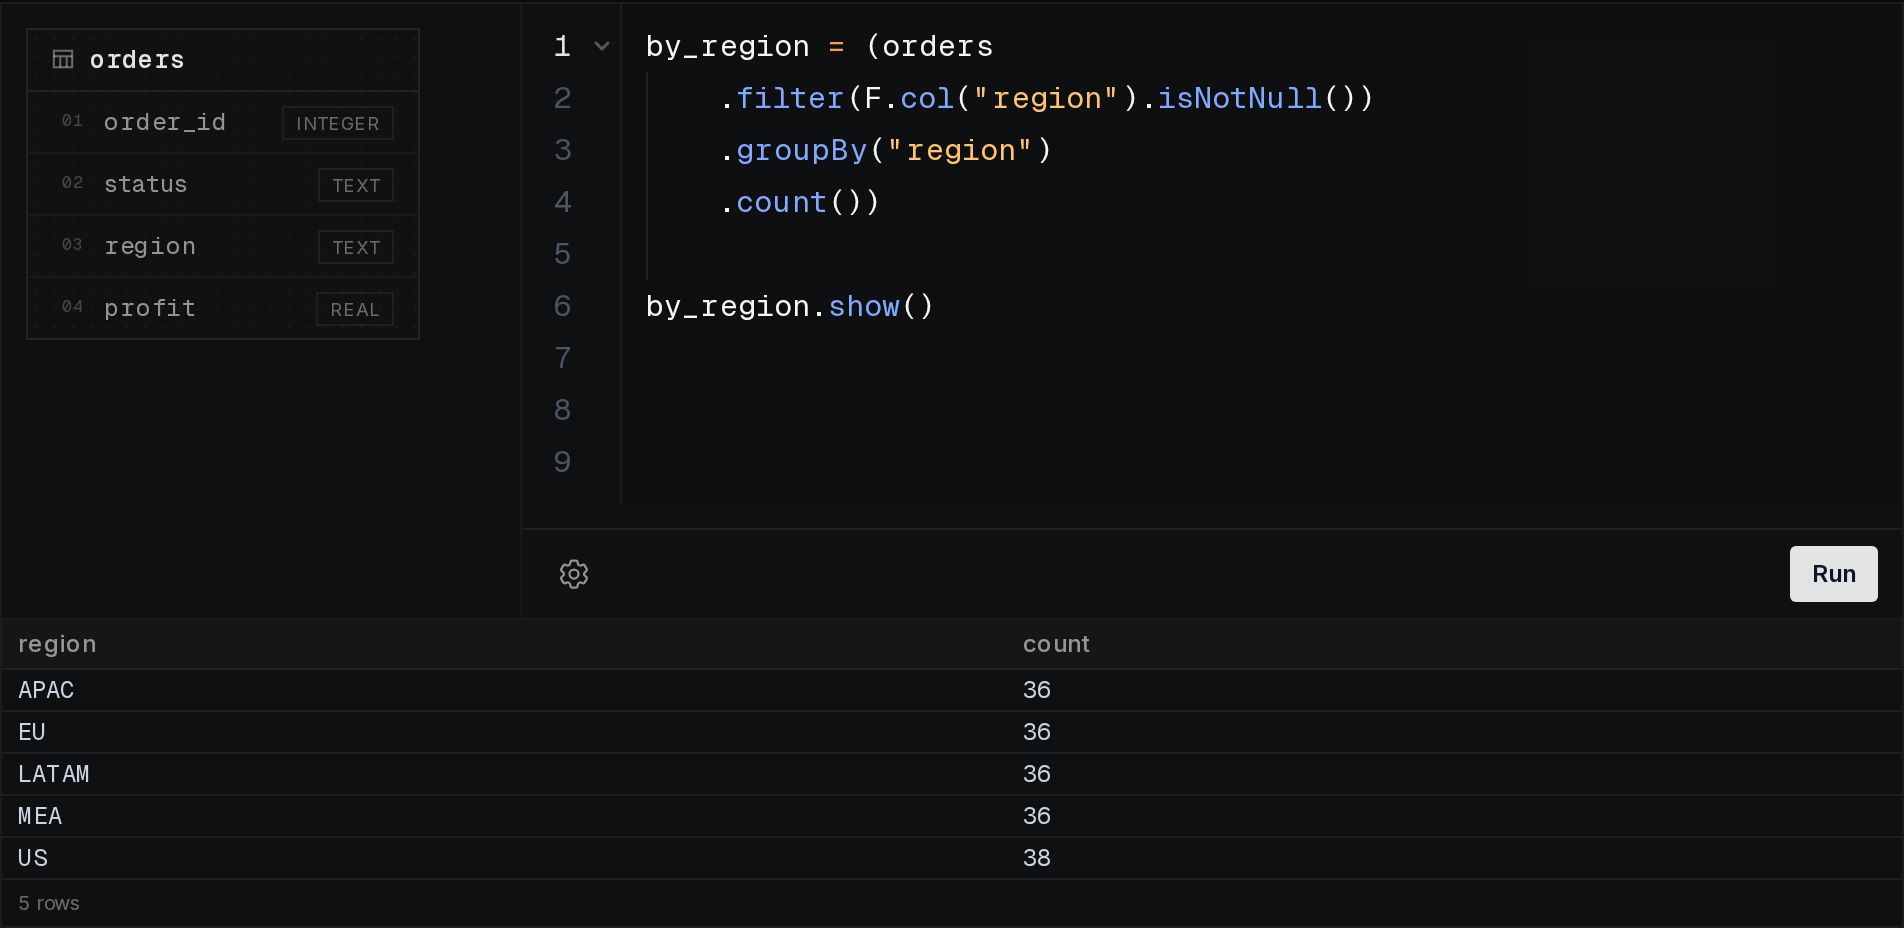 orders
01 order_id INTEGER
02 status TEXT
03 region TEXT
04 profit REAL
1 by_region = (orders
2     .filter(F.col("region").isNotNull())
3     .groupBy("region")
4     .count())
5
6 by_region.show()
7
8
9
Run
region count
APAC 36
EU 36
LATAM 36
MEA 36
US 38
5 rows